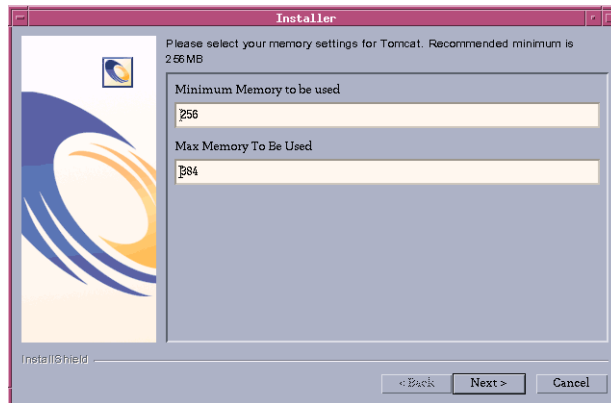 Installer
Please select your memory settings for Tomcat. Recommended minimum is
256MB
Minimum Memory to be used
256
Max Memory To Be Used
384
InstallShield
< Back
Next >
Cancel